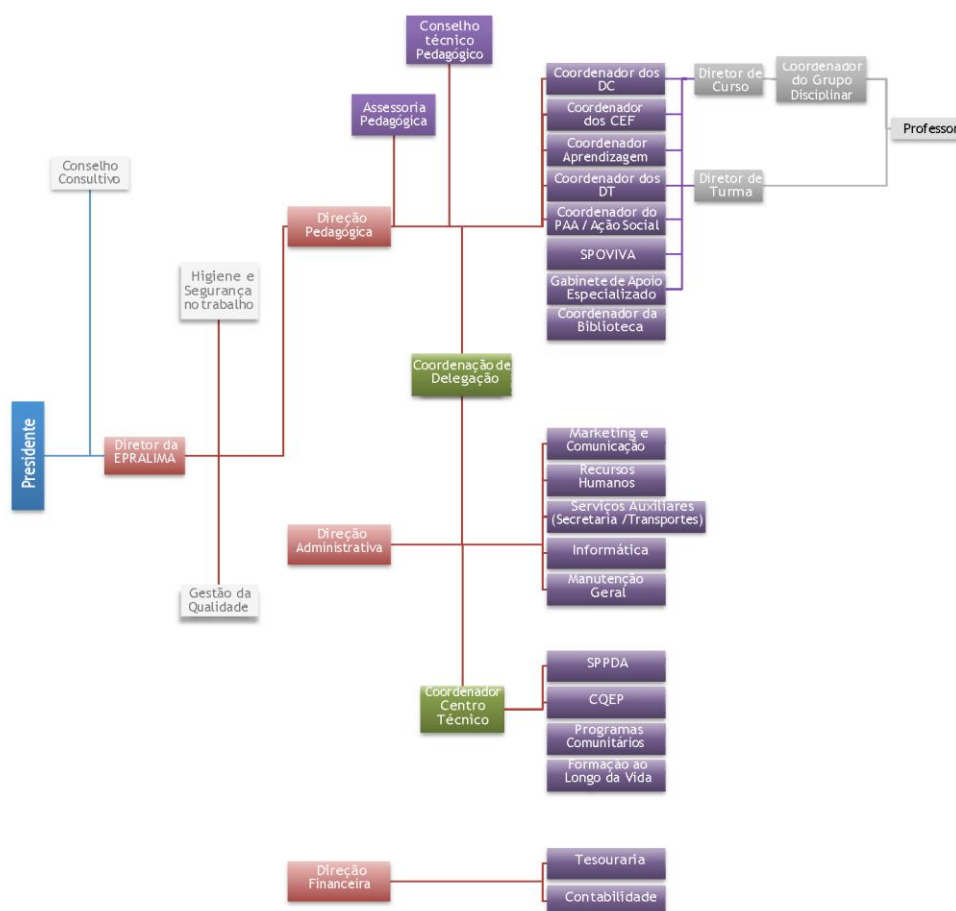 Conselho
técnico
Pedagógico
Assessoria
Pedagógica
Coordenador dos
DC
Diretor de
Curso
Coordenador
do Grupo
Disciplinar
Coordenador
dos CEF
Professor
Coordenador
Aprendizagem
Conselho
Consultivo
Coordenador dos
DT
Diretor de
Turma
Direção
Pedagógica
Coordenador do
PAA / Ação Social
SPOVIVA
Higiene e
Segurança
no trabalho
Gabinete de Apoio
Especializado
Coordenador da
Biblioteca
Coordenação de
Delegação
Presidente
Diretor da
EPRALIMA
Marketing e
Comunicação
Recursos
Humanos
Serviços Auxiliares
(Secretaria /Transportes)
Direção
Administrativa
Informática
Manutenção
Geral
Gestão da
Qualidade
SPPDA
Coordenador
Centro
Técnico
CQEP
Programas
Comunitários
Formação ao
Longo da Vida
Direção
Financeira
Tesouraria
Contabilidade